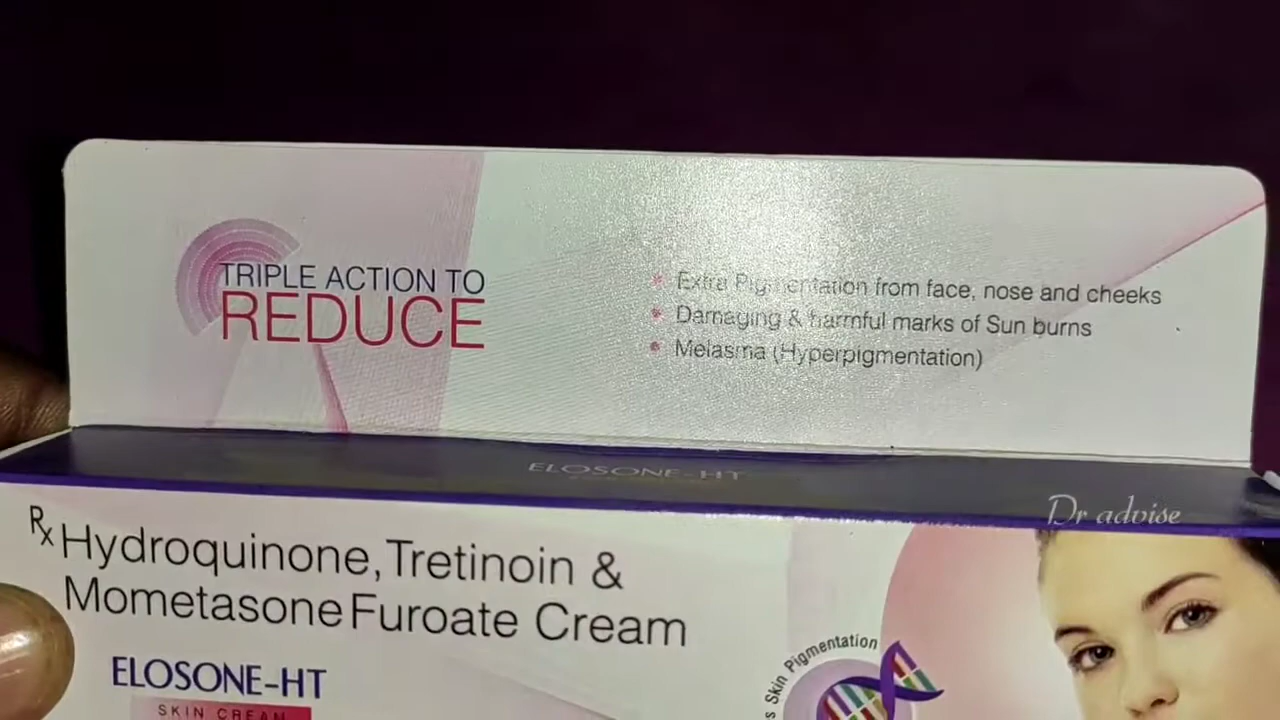 TRIPLE ACTION TO
REDUCE
Extra Pigmentation from face, nose and cheeks
Damaging & harmful marks of Sun burns
Melasma (Hyperpigmentation)
ELOSONE-HT
Dr advise
Rx Hydroquinone, Tretinoin &
Mometasone Furoate Cream
ELOSONE-HT
SKIN CREAM
Skin Pigmentation